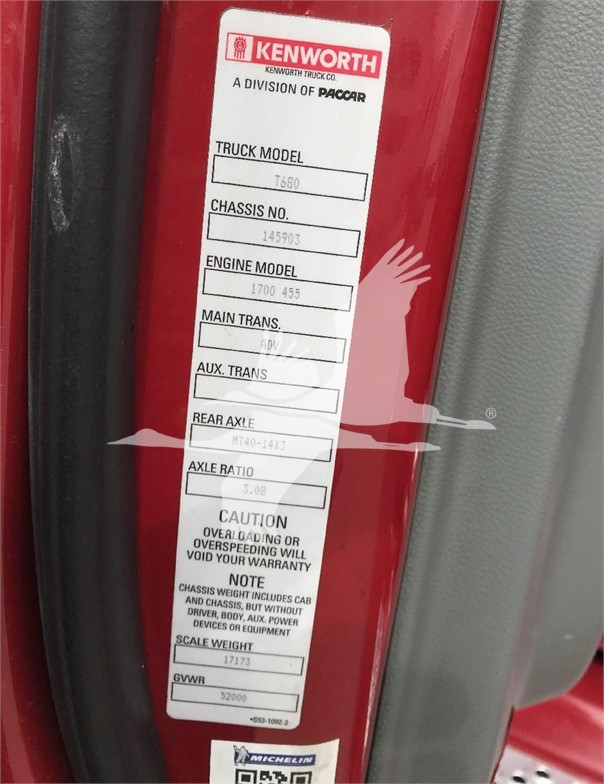 KENWORTH
KENWORTH TRUCK CO.
A DIVISION OF PACCAR
TRUCK MODEL
T680
CHASSIS NO.
145903
ENGINE MODEL
1700 455
MAIN TRANS.
ADV
AUX. TRANS
REAR AXLE
MT40-14X3
AXLE RATIO
3.08
CAUTION
OVERLOADING OR
OVERSPEEDING WILL
VOID YOUR WARRANTY
NOTE
CHASSIS WEIGHT INCLUDES CAB
AND CHASSIS, BUT WITHOUT
DRIVER, BODY, AUX. POWER
DEVICES OR EQUIPMENT
SCALE WEIGHT
17173
GVWR
52000
•S53-1092-2
MICHELIN
®